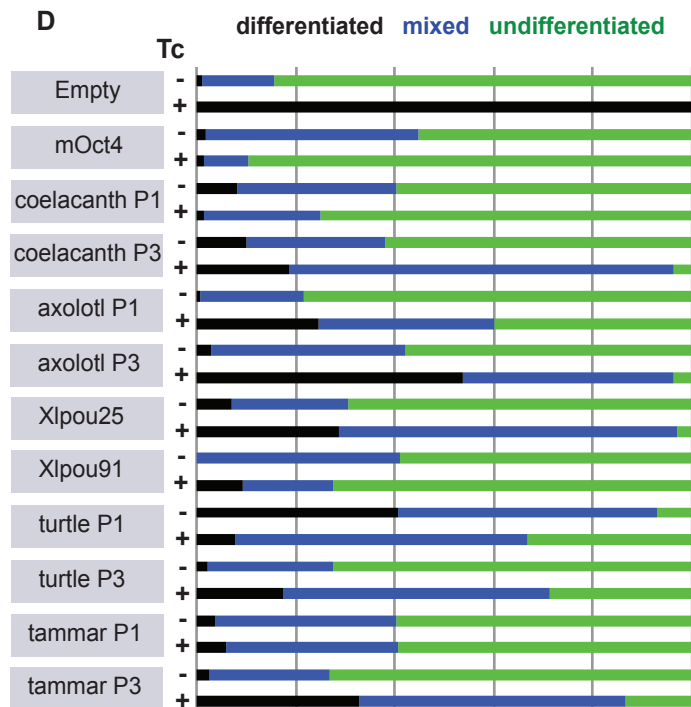 D
differentiated mixed undifferentiated
Tc
Empty
-
+
mOct4
-
+
coelacanth P1
-
+
coelacanth P3
-
+
axolotl P1
-
+
axolotl P3
-
+
Xlpou25
-
+
Xlpou91
-
+
turtle P1
-
+
turtle P3
-
+
tammar P1
-
+
tammar P3
-
+